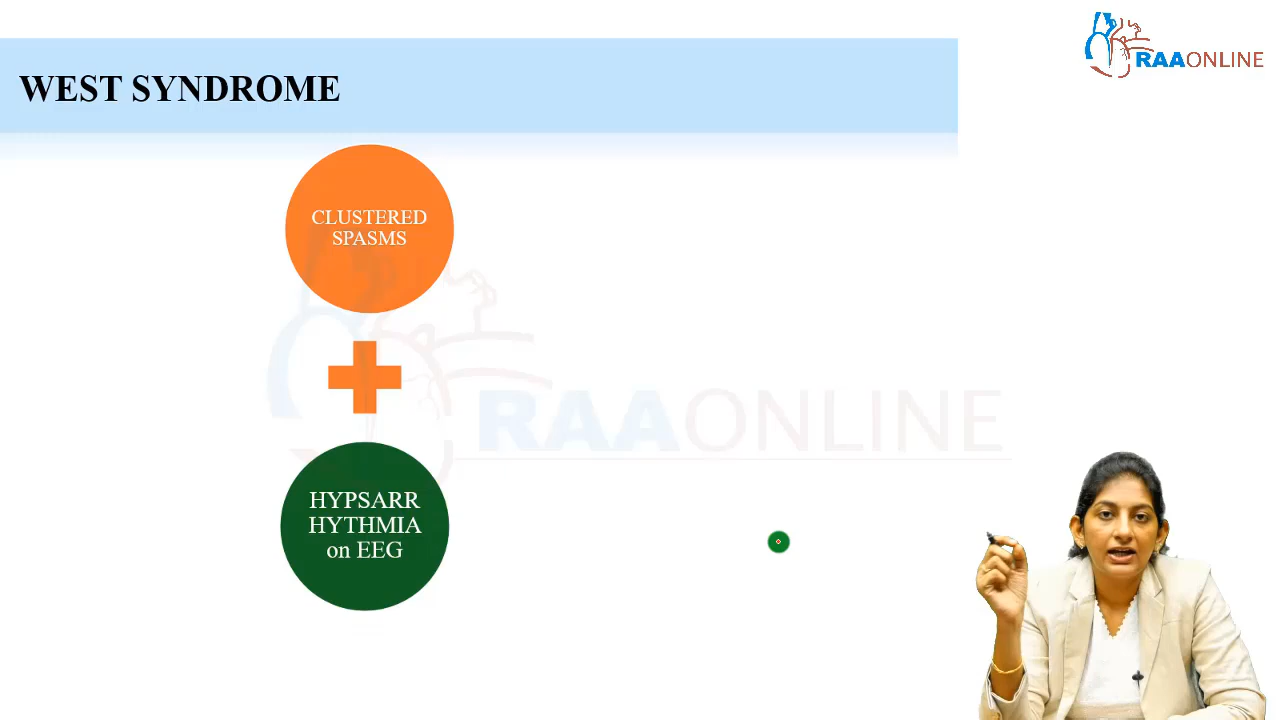 RAAONLINE
WEST SYNDROME
CLUSTERED
SPASMS
RAAONLINE
HYPSARR
HYTHMIA
on EEG